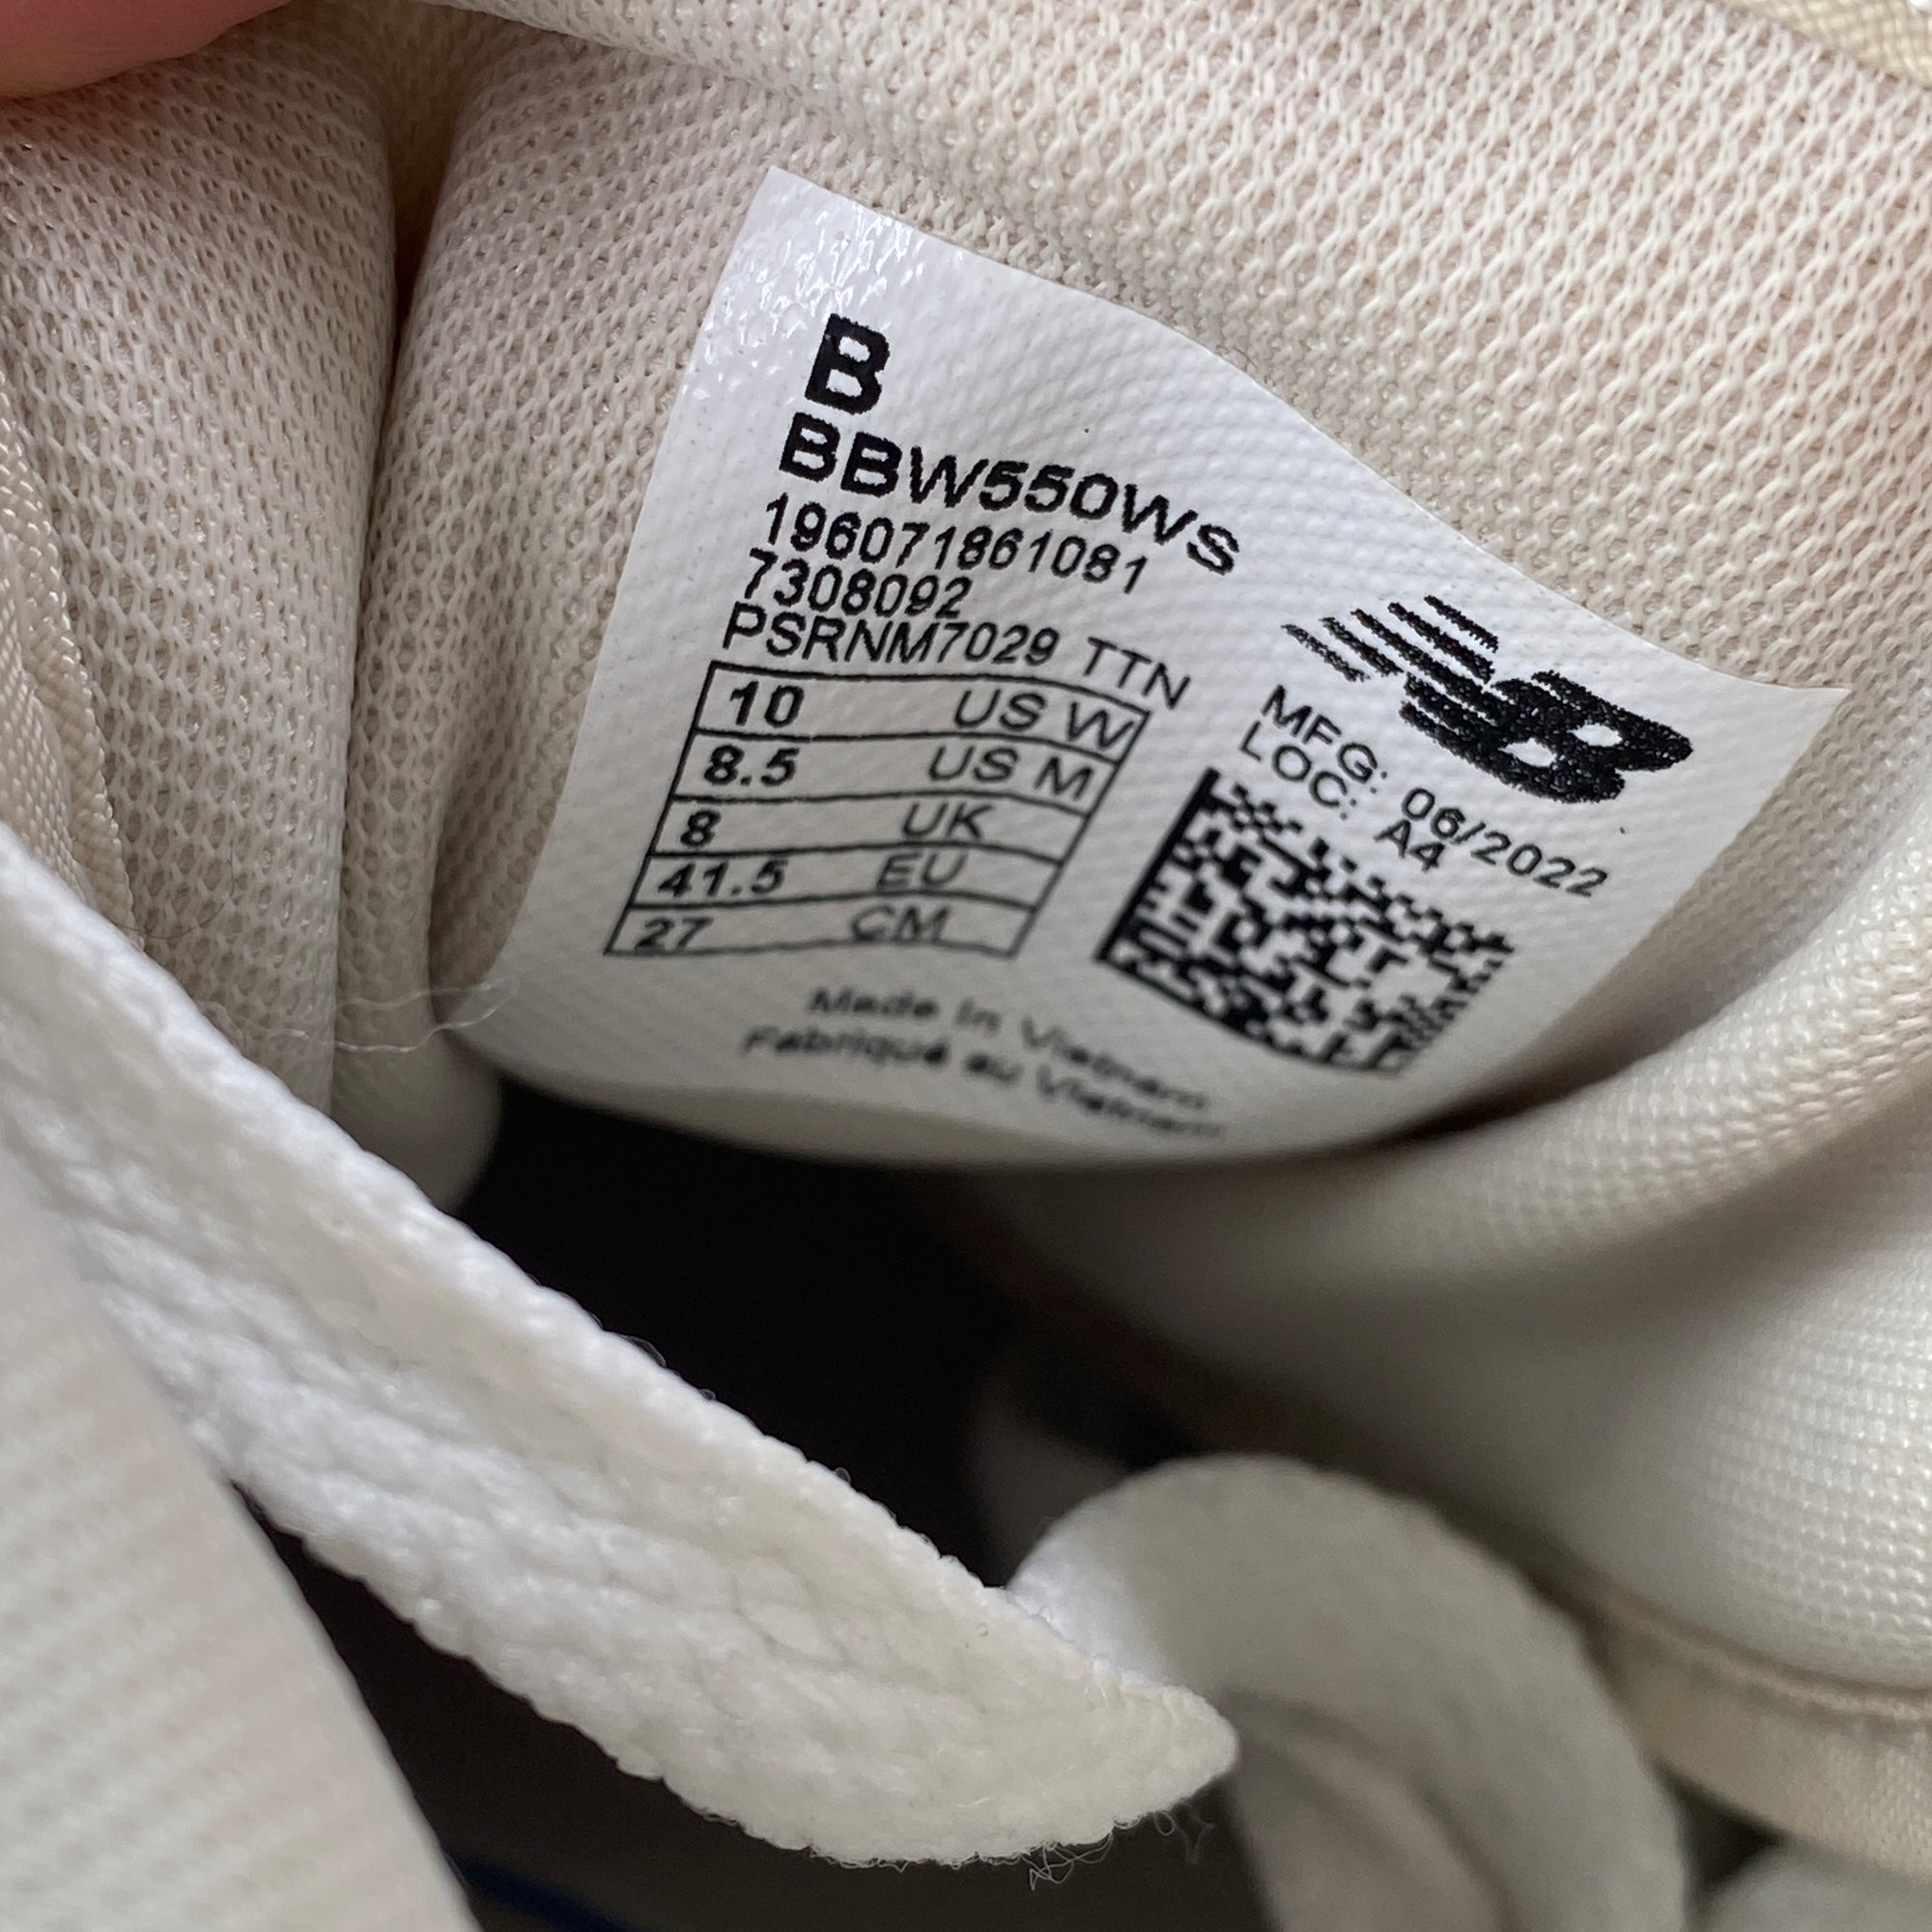 B
BBW550WS
196071861081
7308092
PSRNM7029 TTN
10 US W
8.5 US M
8 UK
41.5 EU
27 CM
NB
MFG: 06/2022
LOC: A4
Made in Vietnam
Fabriqué au Vietnam